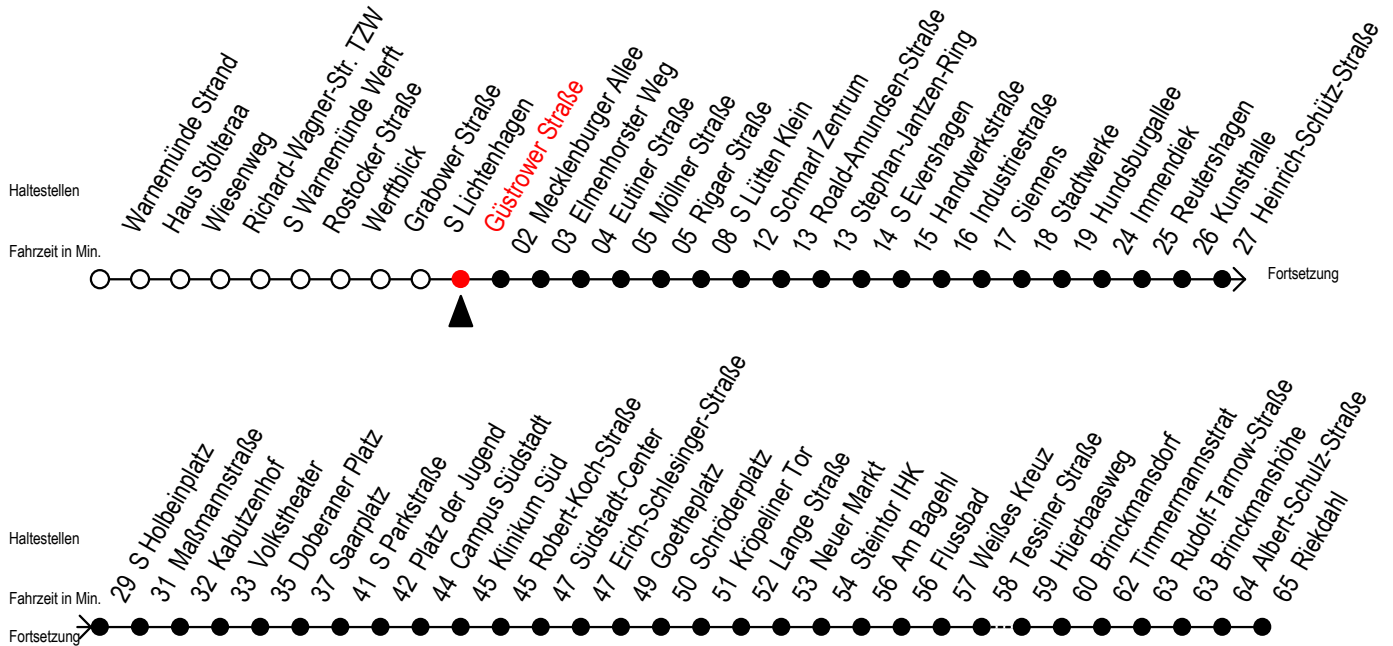 Haltestellen
Warnemünde Strand
Haus Stolteraa
Wiesenweg
Richard-Wagner-Str. TZW
S Warnemünde Werft
Rostocker Straße
Werftblick
Grabower Straße
S Lichtenhagen
Güstrower Straße
02 Mecklenburger Allee
03 Elmenhorster Weg
04 Eutiner Straße
05 Möllner Straße
05 Rigaer Straße
08 S Lütten Klein
12 Schmarl Zentrum
13 Roald-Amundsen-Straße
13 Stephan-Jantzen-Ring
14 S Evershagen
15 Handwerkstraße
16 Industriestraße
17 Siemens
18 Stadtwerke
19 Hundsburgallee
24 Immendiek
25 Reutershagen
26 Kunsthalle
27 Heinrich-Schütz-Straße
Fahrzeit in Min.
Fortsetzung
Haltestellen
29 S Holbeinplatz
31 Maßmannstraße
32 Kabutzenhof
33 Volkstheater
35 Doberaner Platz
37 Saarplatz
41 S Parkstraße
42 Platz der Jugend
44 Campus Südstadt
45 Klinikum Süd
45 Robert-Koch-Straße
47 Südstadt-Center
47 Erich-Schlesinger-Straße
49 Goetheplatz
50 Schröderplatz
51 Kröpeliner Tor
52 Lange Straße
53 Neuer Markt
54 Steintor IHK
56 Am Bagehl
56 Flussbad
57 Weißes Kreuz
58 Tessiner Straße
59 Hüerbaasweg
60 Brinckmansdorf
62 Timmermannsstrat
63 Rudolf-Tarnow-Straße
63 Brinckmanshöhe
64 Albert-Schulz-Straße
65 Riekdahl
Fahrzeit in Min.
Fortsetzung